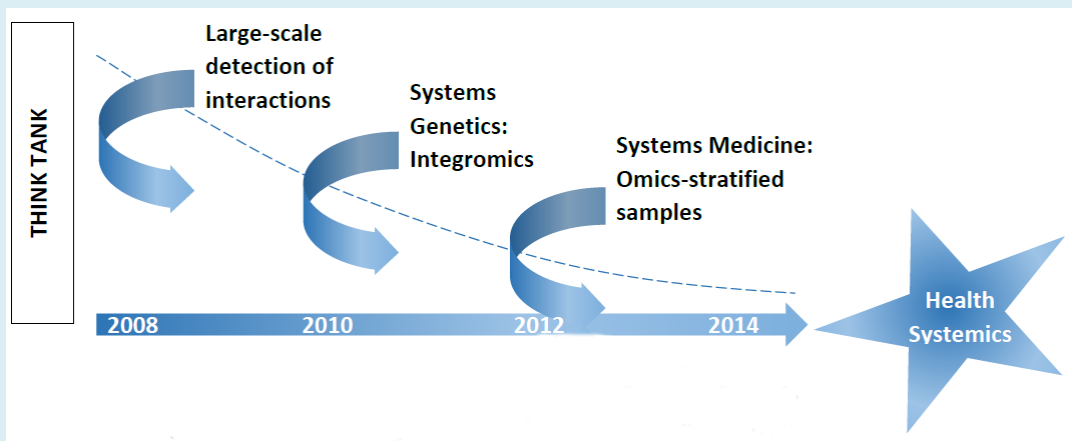 THINK TANK
Large-scale
detection of
interactions
Systems
Genetics:
Integromics
Systems Medicine:
Omics-stratified
samples
2008
2010
2012
2014
Health
Systemics